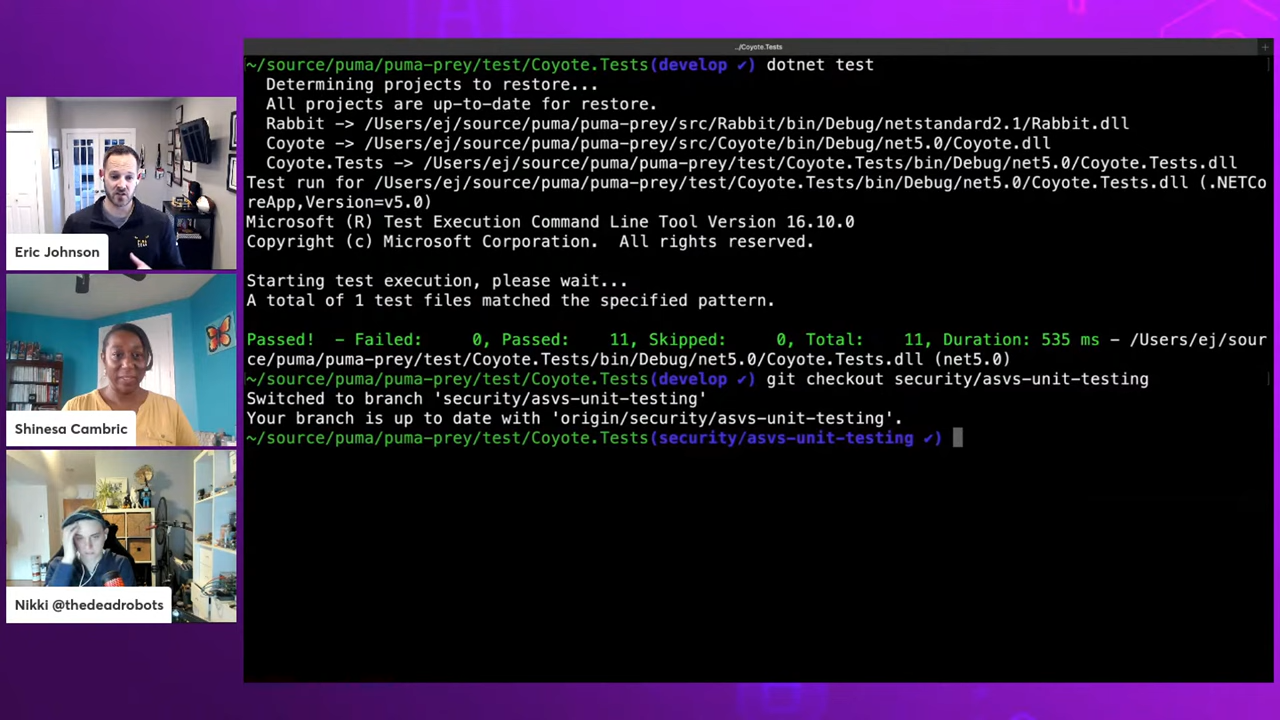 ../Coyote.Tests
+
~/source/puma/puma-prey/test/Coyote.Tests(develop ✔) dotnet test
Determining projects to restore...
All projects are up-to-date for restore.
Rabbit -> /Users/ej/source/puma/puma-prey/src/Rabbit/bin/Debug/netstandard2.1/Rabbit.dll
Coyote -> /Users/ej/source/puma/puma-prey/src/Coyote/bin/Debug/net5.0/Coyote.dll
Coyote.Tests -> /Users/ej/source/puma/puma-prey/test/Coyote.Tests/bin/Debug/net5.0/Coyote.Tests.dll
Test run for /Users/ej/source/puma/puma-prey/test/Coyote.Tests/bin/Debug/net5.0/Coyote.Tests.dll (.NETCo
reApp,Version=v5.0)
Microsoft (R) Test Execution Command Line Tool Version 16.10.0
Copyright (c) Microsoft Corporation.  All rights reserved.
Starting test execution, please wait...
A total of 1 test files matched the specified pattern.
Passed!  - Failed:     0, Passed:    11, Skipped:     0, Total:    11, Duration: 535 ms - /Users/ej/sour
ce/puma/puma-prey/test/Coyote.Tests/bin/Debug/net5.0/Coyote.Tests.dll (net5.0)
~/source/puma/puma-prey/test/Coyote.Tests(develop ✔) git checkout security/asvs-unit-testing
Switched to branch 'security/asvs-unit-testing'
Your branch is up to date with 'origin/security/asvs-unit-testing'.
~/source/puma/puma-prey/test/Coyote.Tests(security/asvs-unit-testing ✔)
Eric Johnson
Shinesa Cambric
Nikki @thedeadrobots